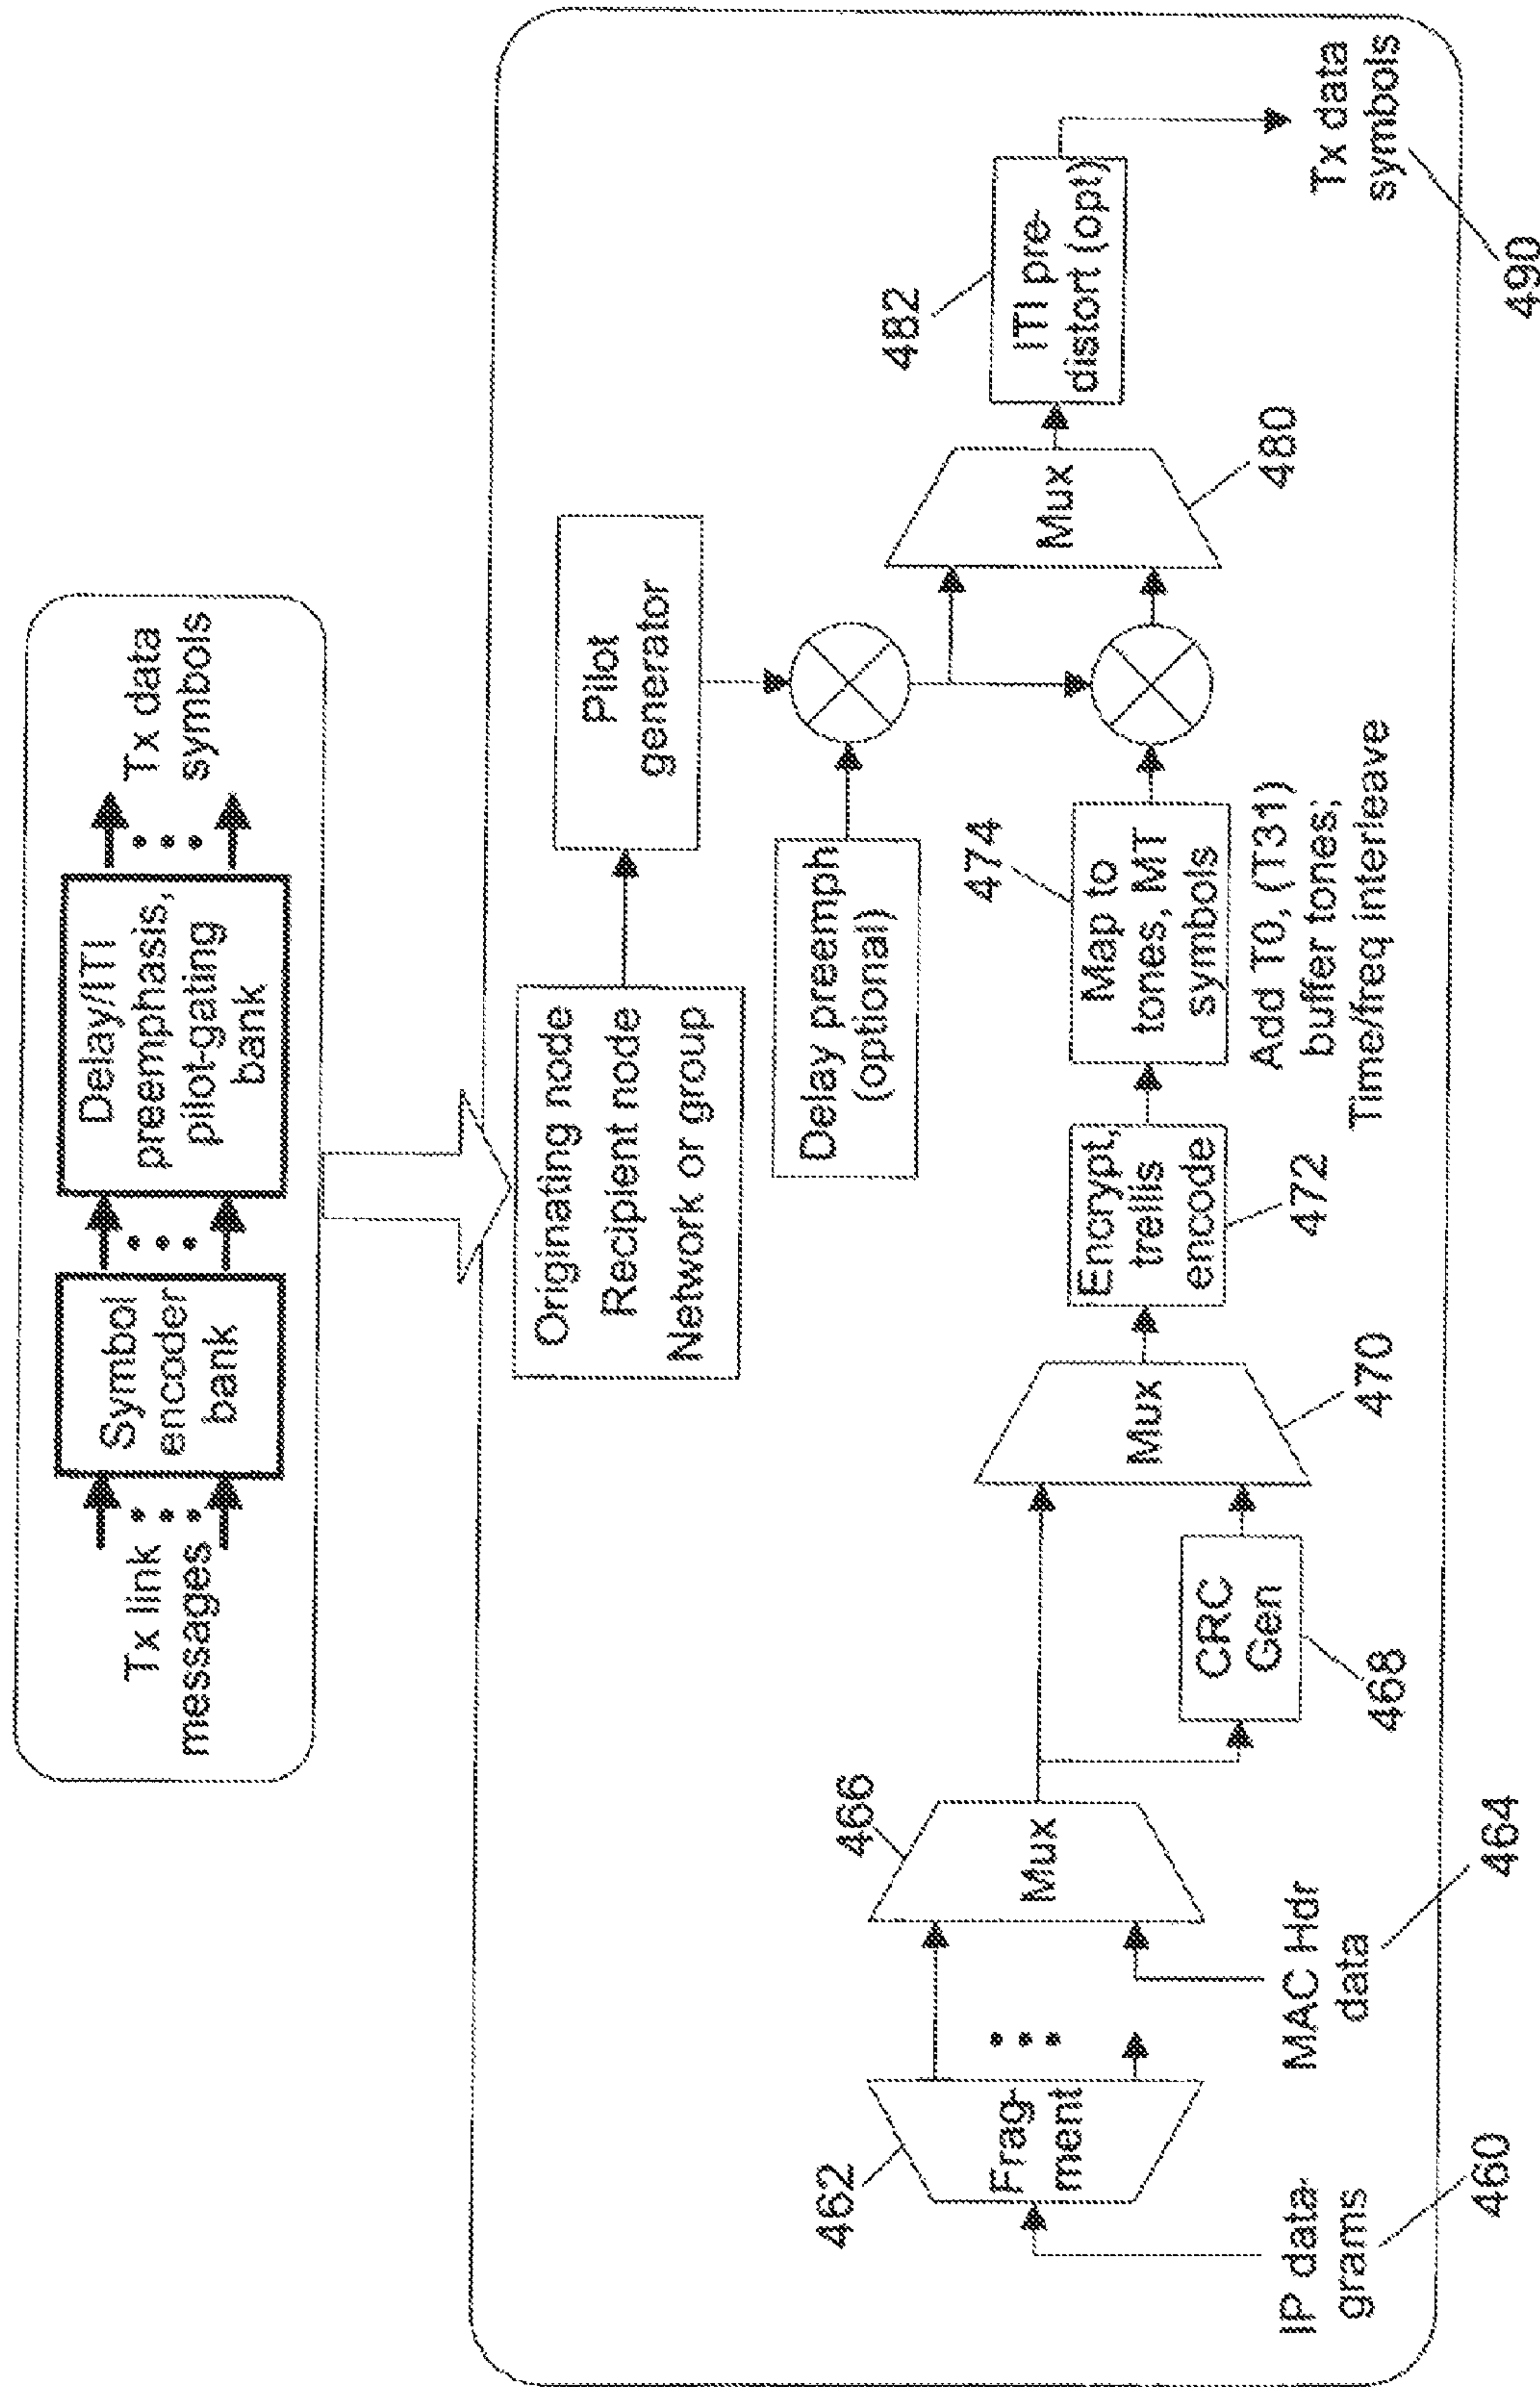 Tx link
messages
Symbol
encoder
bank
Delay/ITI
preemphasis,
pilot-gating
bank
Tx data
symbols
Originating node
Recipient node
Network or group
Pilot
generator
Delay preemph
(optional)
IP data-
grams
460
462
Frag-
ment
MAC Hdr
data
464
466
Mux
CRC
Gen
468
Mux
470
Encrypt,
trellis
encode
472
474
Map to
tones, MT
symbols
Add T0, (T31)
buffer tones;
Time/freq interleave
Mux
480
482
ITI pre-
distort (opt)
Tx data
symbols
490